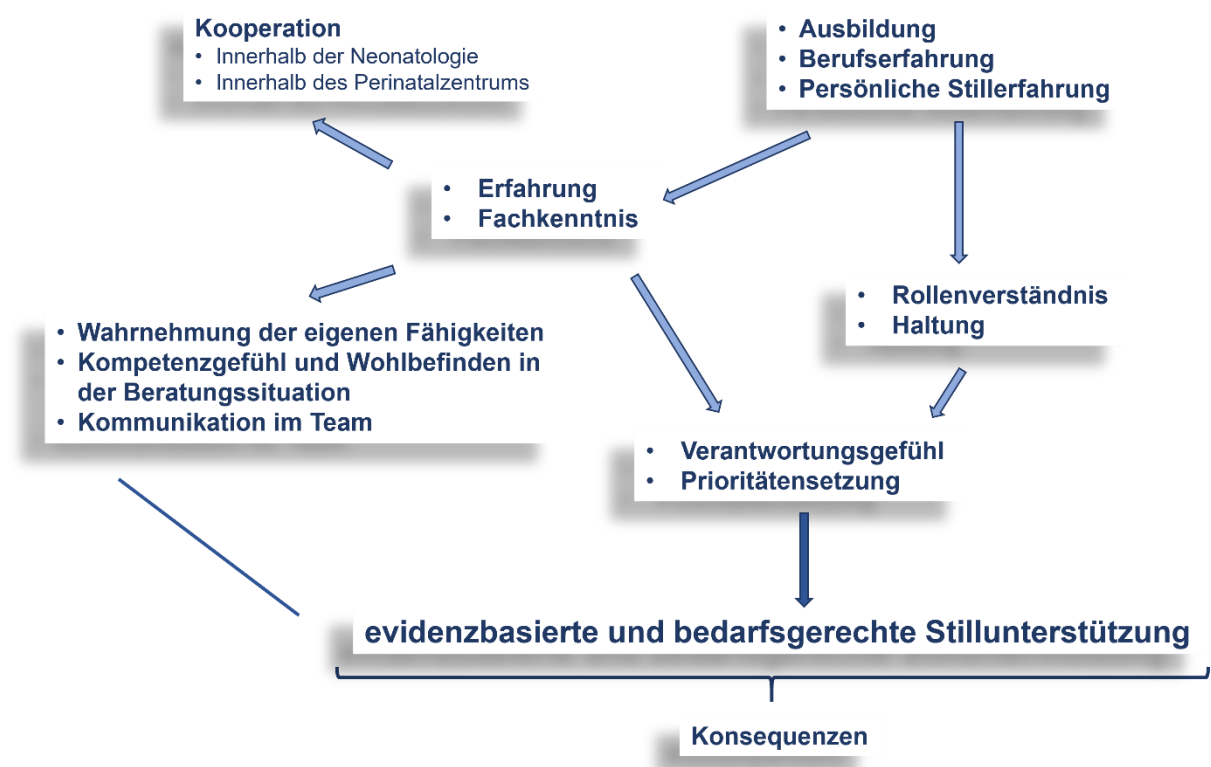 Kooperation
• Innerhalb der Neonatologie
• Innerhalb des Perinatalzentrums
• Ausbildung
• Berufserfahrung
• Persönliche Stillerfahrung
• Erfahrung
• Fachkenntnis
• Rollenverständnis
• Haltung
• Wahrnehmung der eigenen Fähigkeiten
• Kompetenzgefühl und Wohlbefinden in
der Beratungssituation
• Kommunikation im Team
• Verantwortungsgefühl
• Prioritätensetzung
evidenzbasierte und bedarfsgerechte Stillunterstützung
Konsequenzen